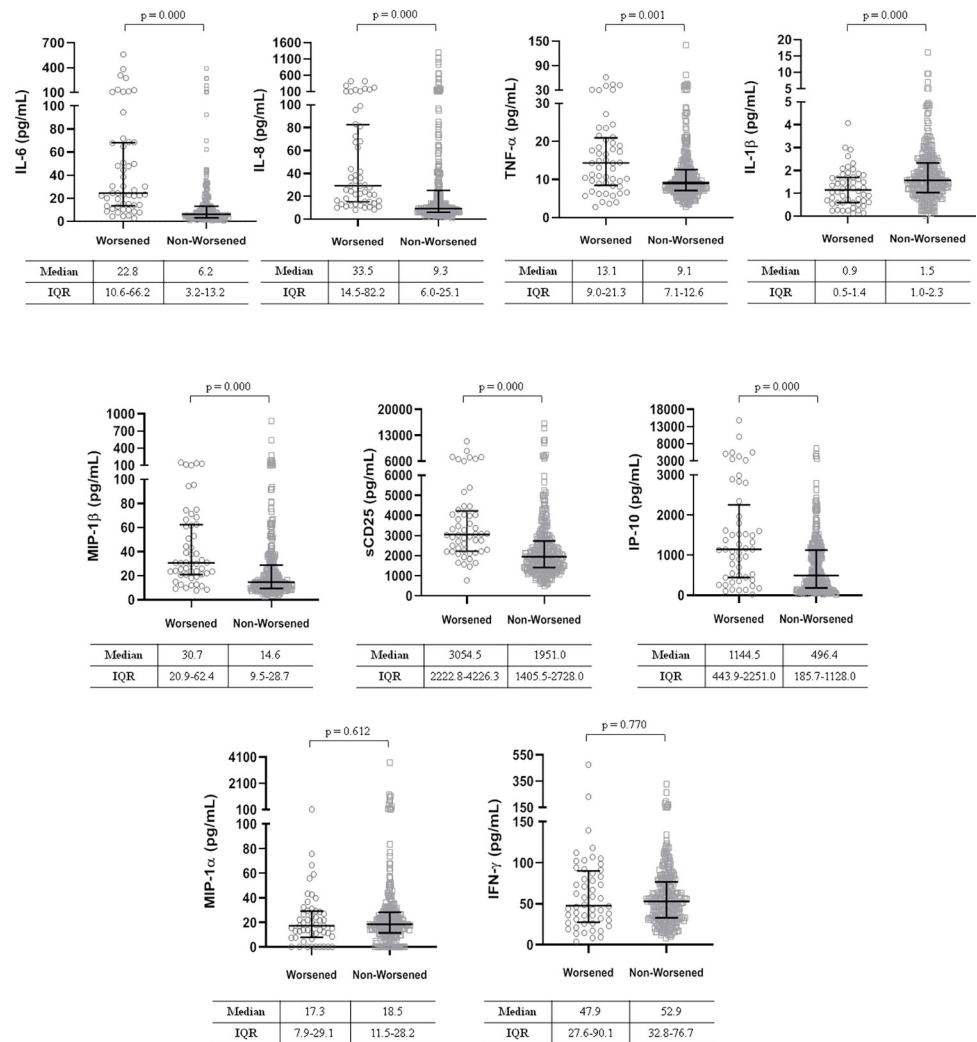 p = 0.000
p = 0.000
p = 0.001
p = 0.000
IL-6 (pg/mL)
700
400
100
100
80
60
40
20
0
Worsened Non-Worsened
IL-8 (pg/mL)
1600
1100
600
100
100
80
60
40
20
0
Worsened Non-Worsened
TNF-α (pg/mL)
150
90
30
30
20
10
0
Worsened Non-Worsened
IL-1β (pg/mL)
20
15
10
5
6
4
2
0
Worsened Non-Worsened
Median 22.8 6.2
IQR 10.6-66.2 3.2-13.2
Median 33.5 9.3
IQR 14.5-82.2 6.0-25.1
Median 13.1 9.1
IQR 9.0-21.3 7.1-12.6
Median 0.9 1.5
IQR 0.5-1.4 1.0-2.3
p = 0.000
p = 0.000
p = 0.000
MIP-1β (pg/mL)
1000
700
400
100
100
80
60
40
20
0
Worsened Non-Worsened
sCD25 (pg/mL)
20000
13000
6000
6000
5000
4000
3000
2000
1000
0
Worsened Non-Worsened
IP-10 (pg/mL)
18000
13000
8000
3000
3000
2000
1000
0
Worsened Non-Worsened
Median 30.7 14.6
IQR 20.9-62.4 9.5-28.7
Median 3054.5 1951.0
IQR 2222.8-4226.3 1405.5-2728.0
Median 1144.5 496.4
IQR 443.9-2251.0 185.7-1128.0
p = 0.612
p = 0.770
MIP-1α (pg/mL)
4100
2100
100
100
80
60
40
20
0
Worsened Non-Worsened
IFN-γ (pg/mL)
550
350
150
150
100
50
0
Worsened Non-Worsened
Median 17.3 18.5
IQR 7.9-29.1 11.5-28.2
Median 47.9 52.9
IQR 27.6-90.1 32.8-76.7